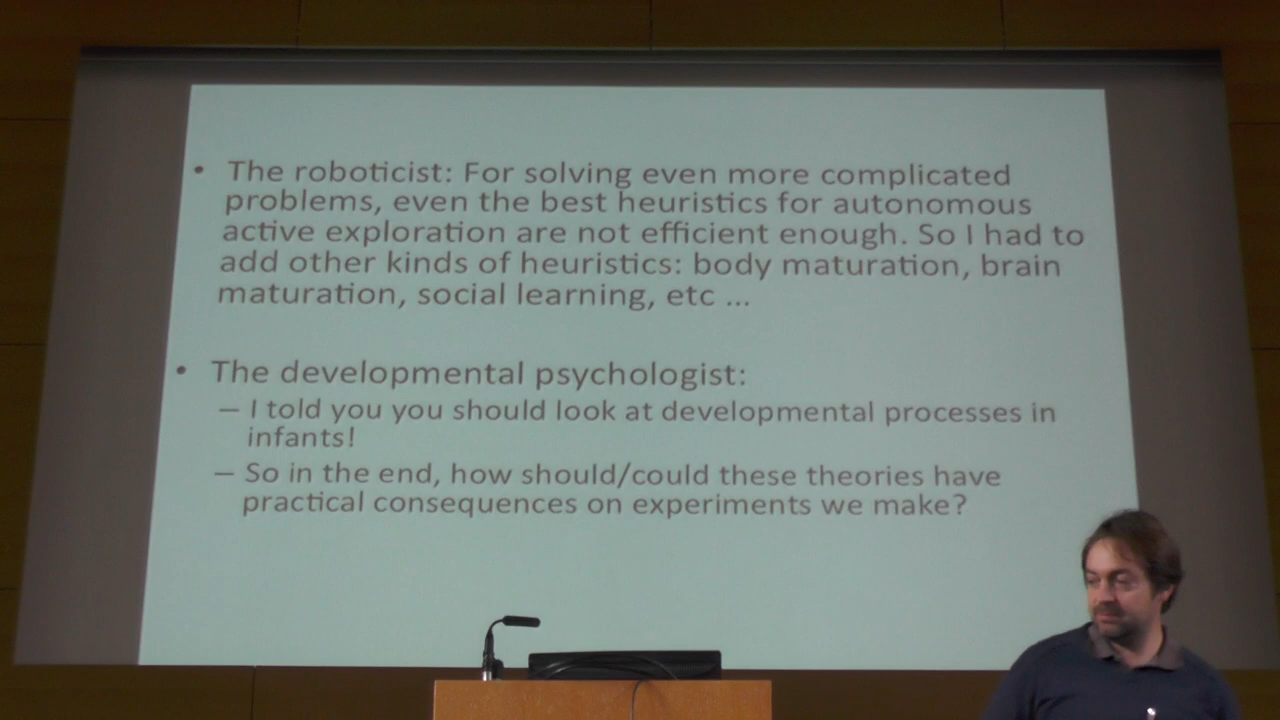 • The roboticist: For solving even more complicated
problems, even the best heuristics for autonomous
active exploration are not efficient enough. So I had to
add other kinds of heuristics: body maturation, brain
maturation, social learning, etc ...
• The developmental psychologist:
– I told you you should look at developmental processes in
infants!
– So in the end, how should/could these theories have
practical consequences on experiments we make?